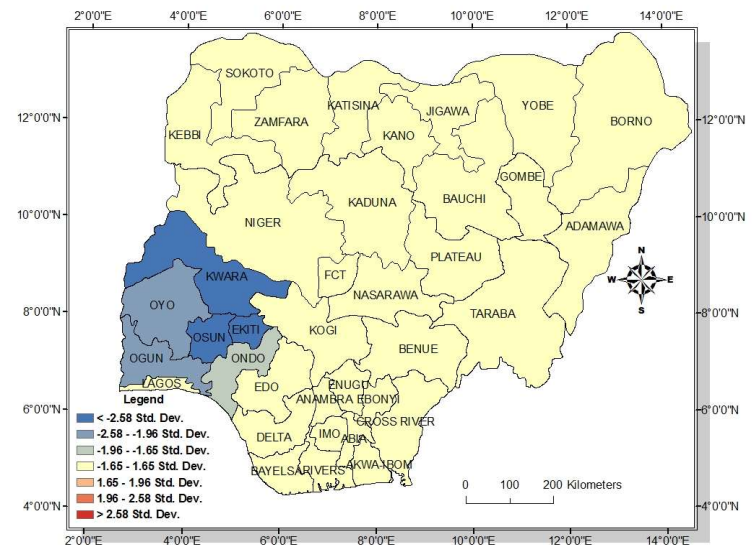 2°0'0"E 4°0'0"E 6°0'0"E 8°0'0"E 10°0'0"E 12°0'0"E 14°0'0"E
SOKOTO
KATISINA
JIGAWA
YOBE
12°0'0"N
ZAMFARA
12°0'0"N
KEBBI
KANO
BORNO
GOMBE
KADUNA
BAUCHI
10°0'0"N
NIGER
ADAMAWA
10°0'0"N
PLATEAU
N
KWARA
FCT
W E
NASARAWA
S
OYO
TARABA
8°0'0"N
8°0'0"N
OSUN
EKITI
KOGI
OGUN
ONDO
BENUE
LAGOS
EDO
ENUGU
ANAMBRA
EBONYI
6°0'0"N
6°0'0"N
CROSS RIVER
DELTA
IMO
ABIA
BAYELSA
RIVERS
AKWA-IBOM
Legend
< -2.58 Std. Dev.
-2.58 - -1.96 Std. Dev.
-1.96 - -1.65 Std. Dev.
-1.65 - 1.65 Std. Dev.
1.65 - 1.96 Std. Dev.
1.96 - 2.58 Std. Dev.
> 2.58 Std. Dev.
0 100 200 Kilometers
4°0'0"N
4°0'0"N
2°0'0"E 4°0'0"E 6°0'0"E 8°0'0"E 10°0'0"E 12°0'0"E 14°0'0"E